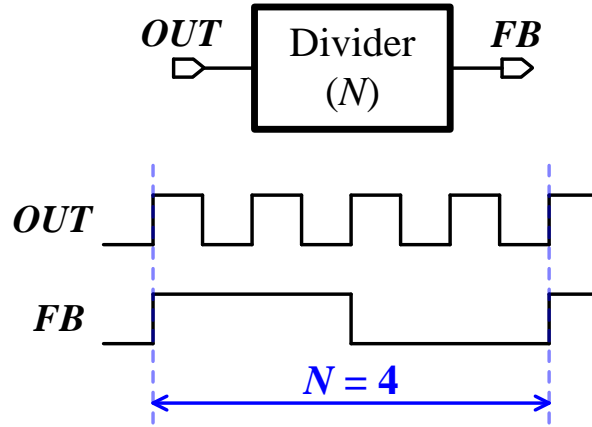 OUT
Divider
(N)
FB
OUT
FB
N = 4